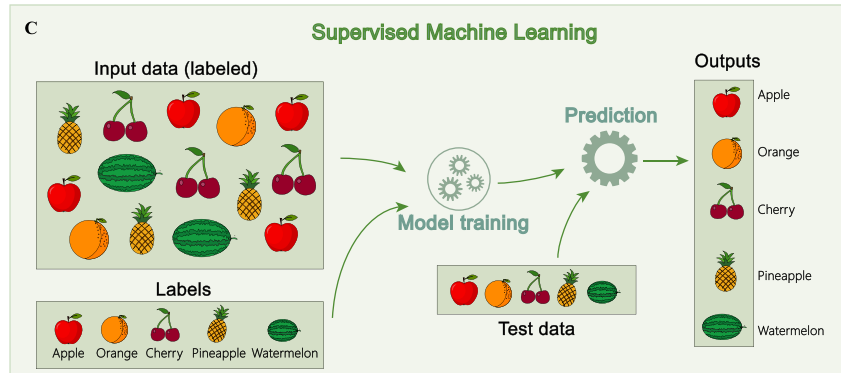 C
Supervised Machine Learning
Input data (labeled)
Labels
Apple Orange Cherry Pineapple Watermelon
Model training
Prediction
Test data
Outputs
Apple
Orange
Cherry
Pineapple
Watermelon